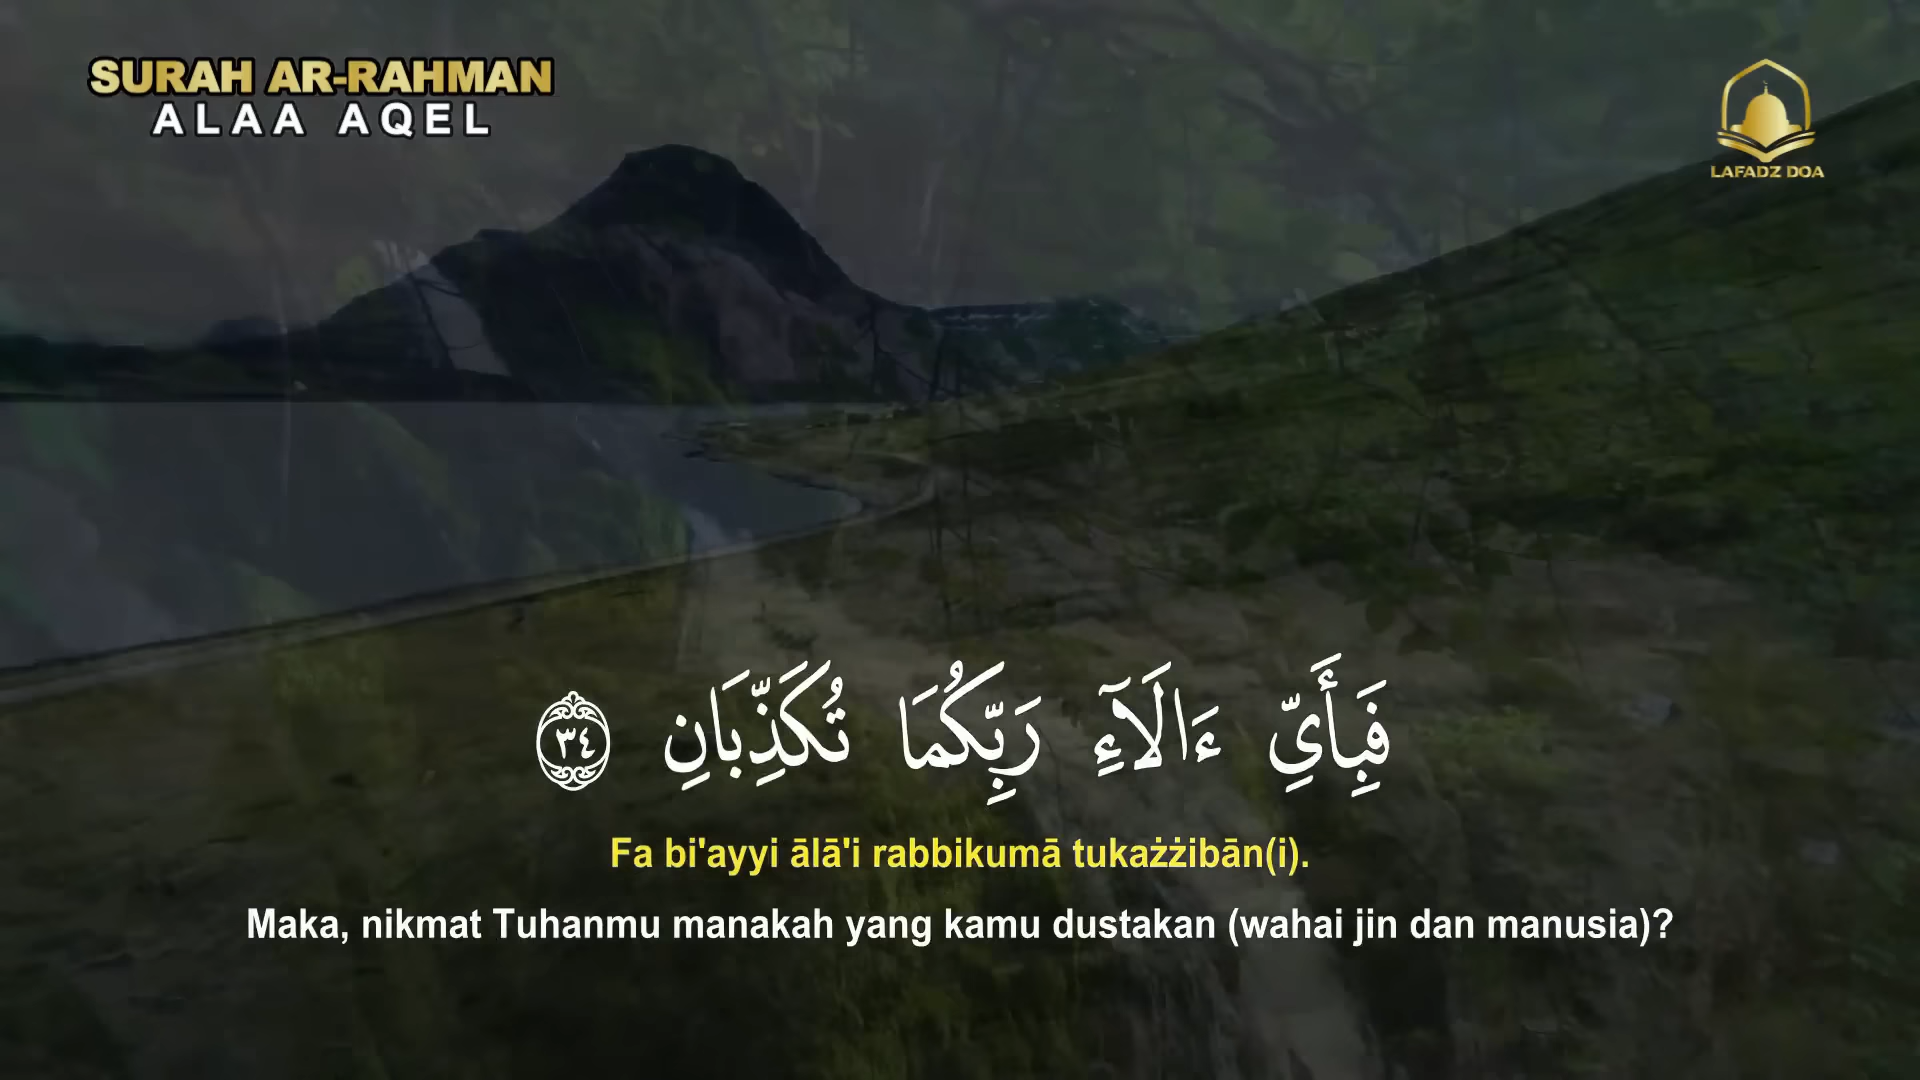 SURAH AR-RAHMAN
ALAA AQEL
LAFADZ DOA
فَبِأَيِّ ءَالَآءِ رَبِّكُمَا تُكَذِّبَانِ ٣٤
Fa bi'ayyi ālā'i rabbikumā tukażżibān(i).
Maka, nikmat Tuhanmu manakah yang kamu dustakan (wahai jin dan manusia)?